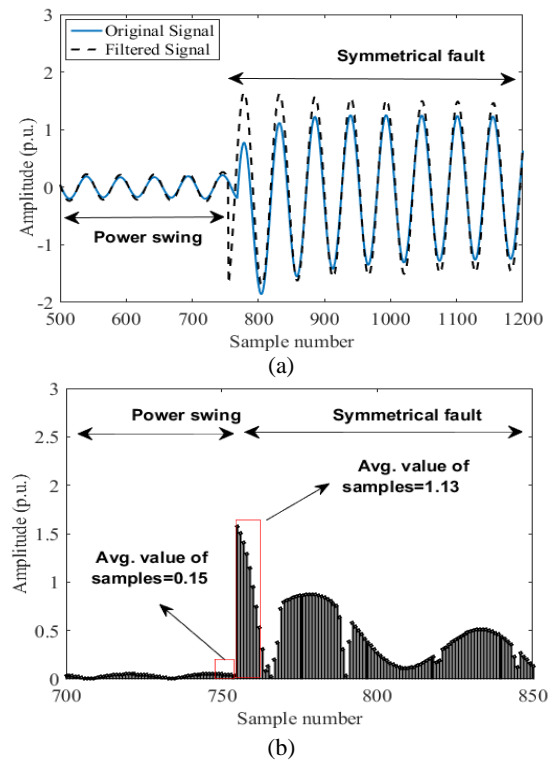 3
Original Signal
Filtered Signal
Symmetrical fault
2
1
0
Power swing
-1
-2
Amplitude (p.u.)
500 600 700 800 900 1000 1100 1200
Sample number
(a)
3
Power swing Symmetrical fault
2.5
Avg. value of
samples=1.13
2
1.5
Avg. value of
samples=0.15
1
0.5
0
Amplitude (p.u.)
700 750 800 850
Sample number
(b)